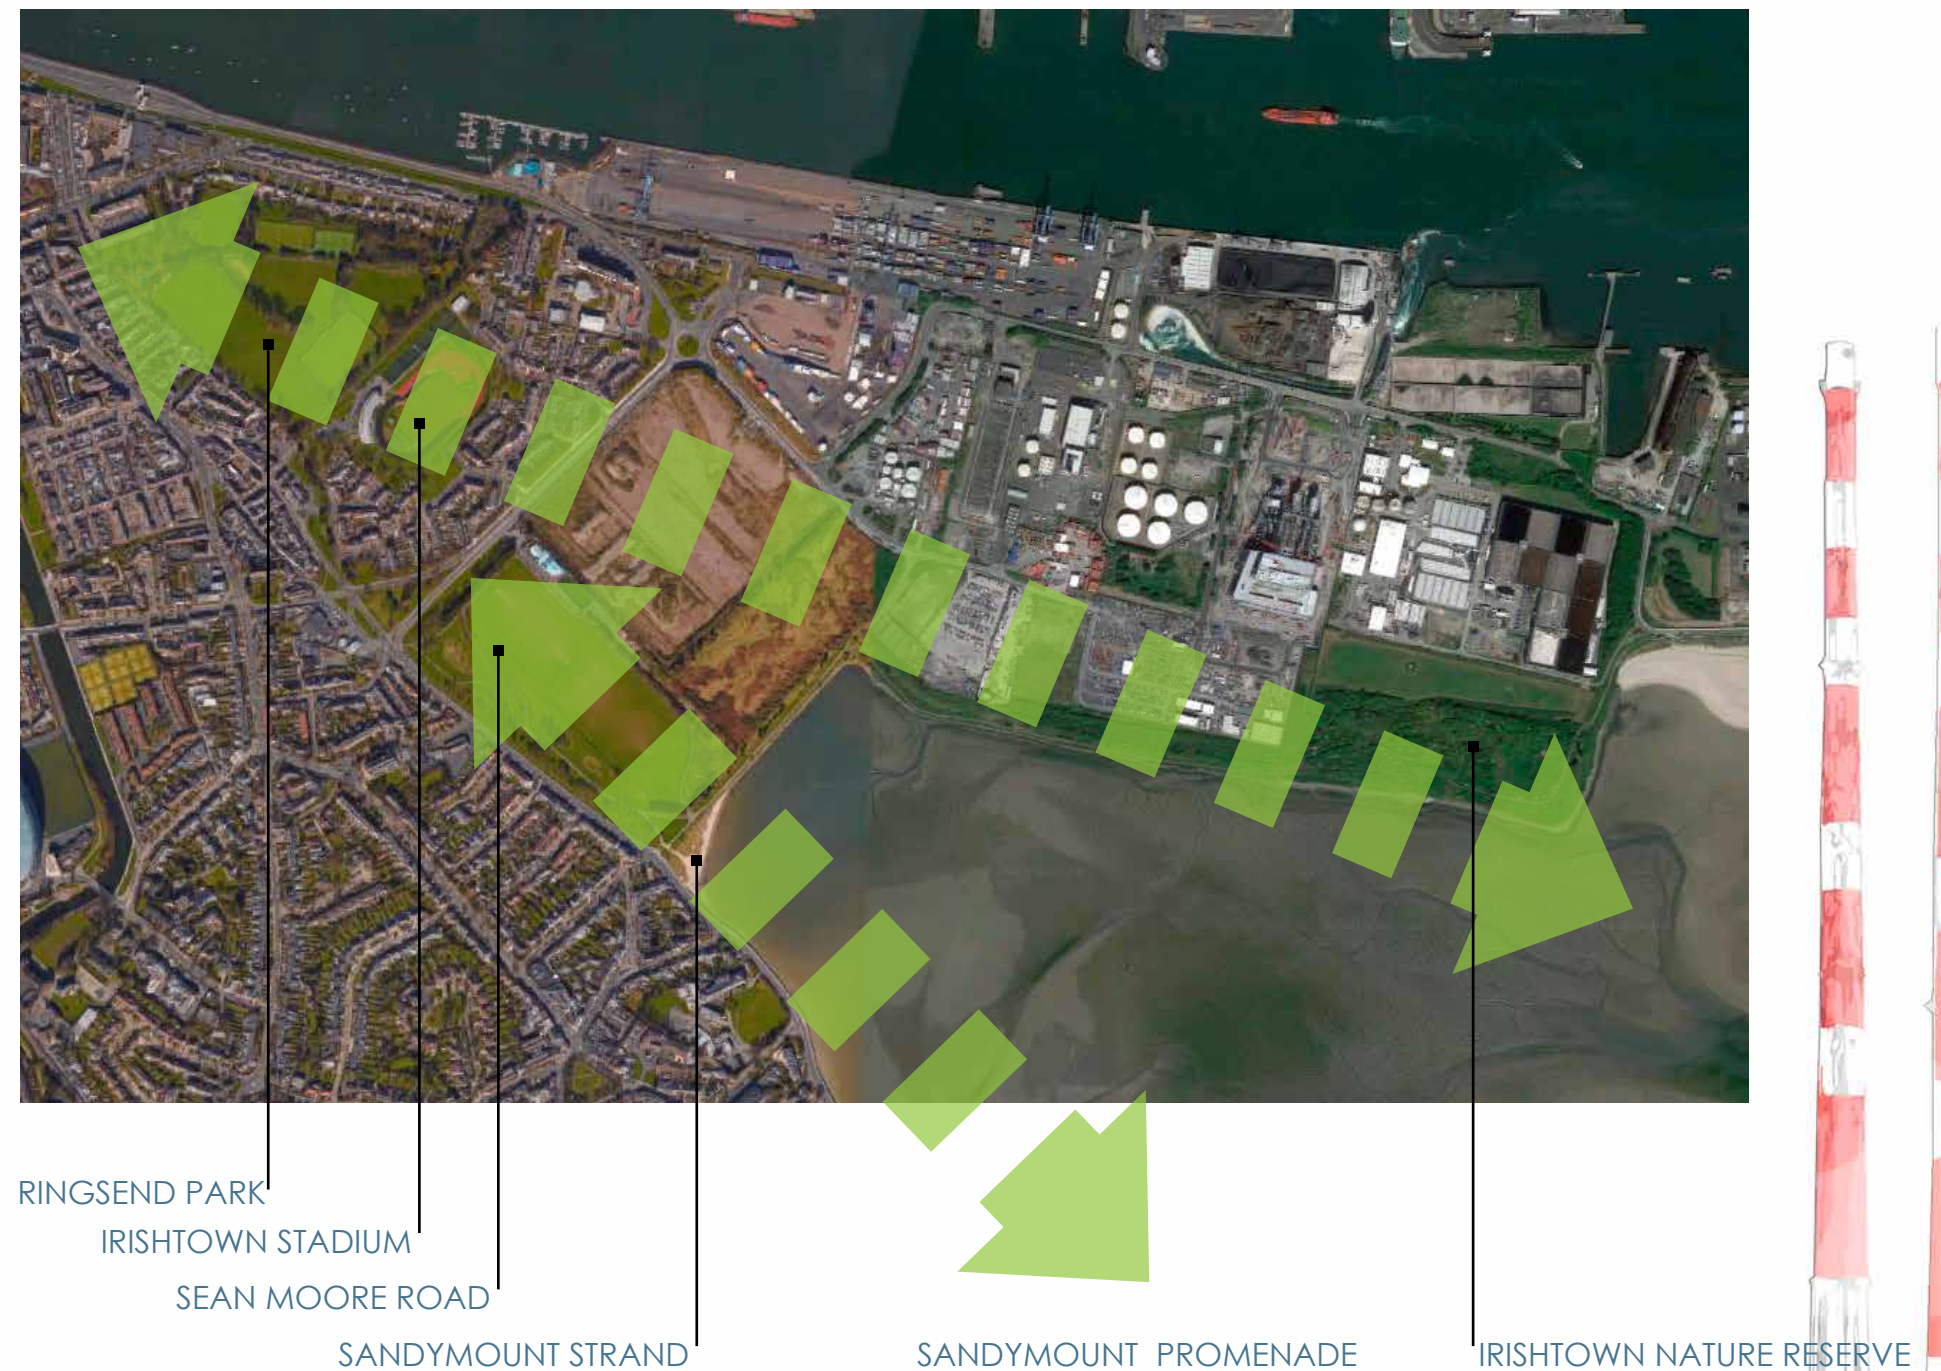 RINGSEND PARK
IRISHTOWN STADIUM
SEAN MOORE ROAD
SANDYMOUNT STRAND
SANDYMOUNT PROMENADE
IRISHTOWN NATURE RESERVE